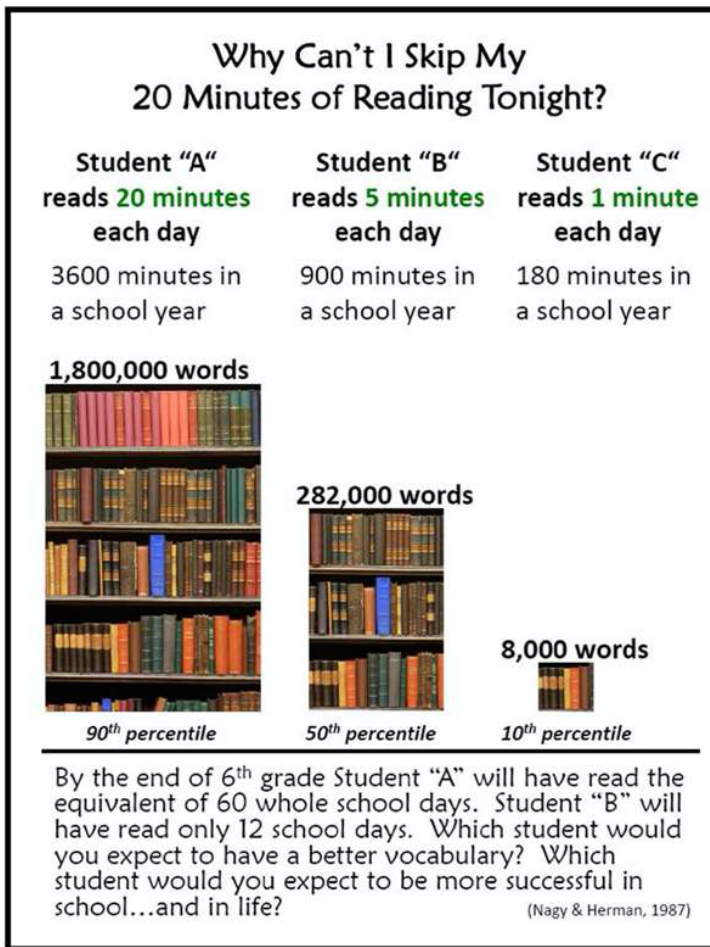 Why Can't I Skip My
20 Minutes of Reading Tonight?
Student “A“
reads 20 minutes
each day
3600 minutes in
a school year
1,800,000 words
90th percentile
Student “B“
reads 5 minutes
each day
900 minutes in
a school year
282,000 words
50th percentile
Student “C“
reads 1 minute
each day
180 minutes in
a school year
8,000 words
10th percentile
By the end of 6th grade Student “A” will have read the
equivalent of 60 whole school days. Student “B” will
have read only 12 school days. Which student would
you expect to have a better vocabulary? Which
student would you expect to be more successful in
school...and in life?
(Nagy & Herman, 1987)